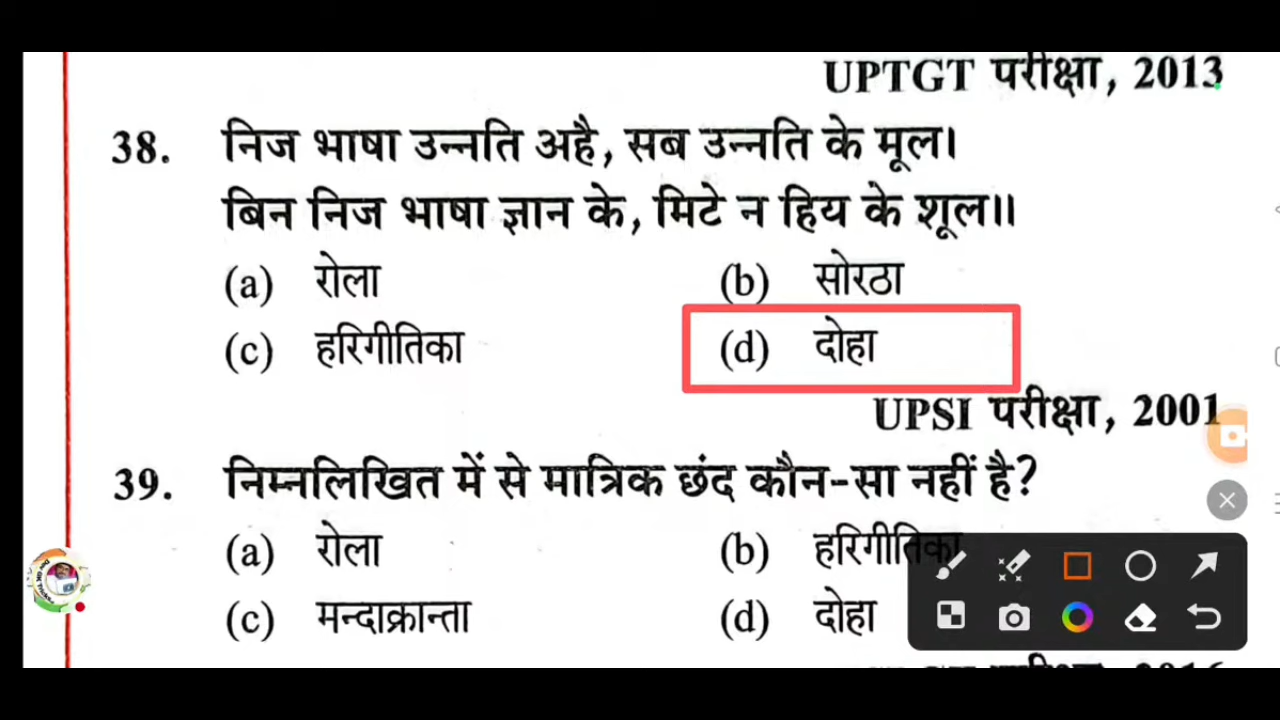 UPTGT परीक्षा, 2013
38. निज भाषा उन्नति अहै, सब उन्नति के मूल।
बिन निज भाषा ज्ञान के, मिटे न हिय के शूल॥
(a) रोला (b) सोरठा
(c) हरिगीतिका (d) दोहा
UPSI परीक्षा, 2001
39. निम्नलिखित में से मात्रिक छंद कौन-सा नहीं है?
(a) रोला (b) हरिगीतिका
(c) मन्दाक्रान्ता (d) दोहा